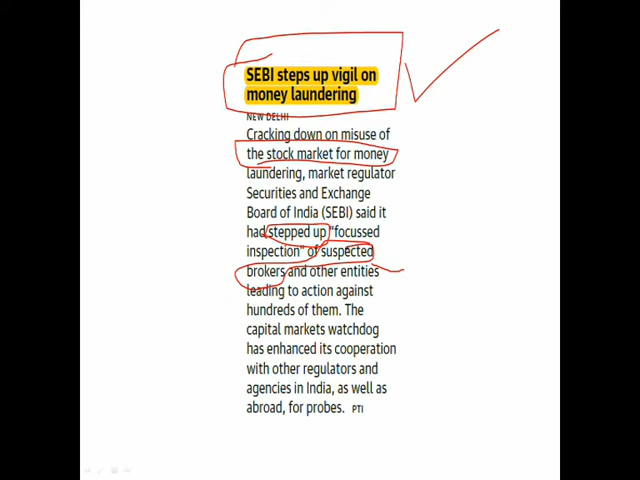 SEBI steps up vigil on
money laundering
NEW DELHI
Cracking down on misuse of
the stock market for money
laundering, market regulator
Securities and Exchange
Board of India (SEBI) said it
had stepped up “focussed
inspection” of suspected
brokers and other entities
leading to action against
hundreds of them. The
capital markets watchdog
has enhanced its cooperation
with other regulators and
agencies in India, as well as
abroad, for probes. PTI